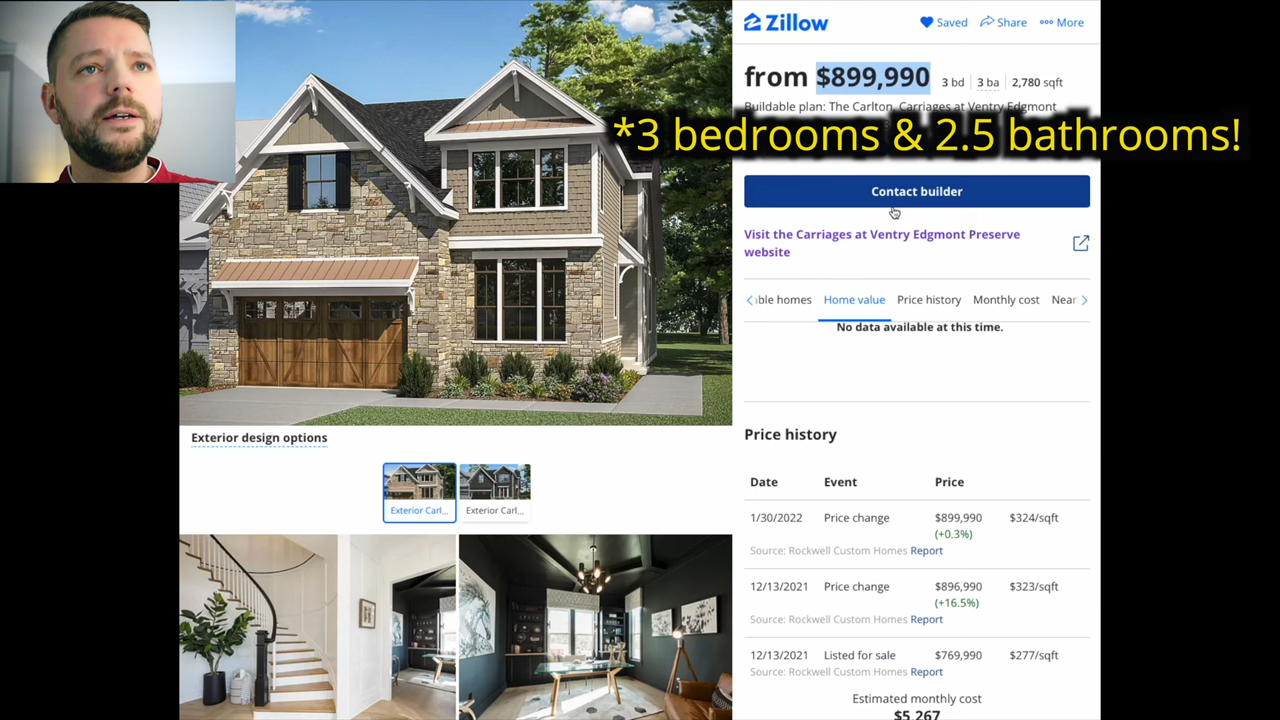 Zillow
Saved
Share
More
from $899,990 3 bd 3 ba 2,780 sqft
Buildable plan: The Carlton, Carriages at Ventry Edgmont
*3 bedrooms & 2.5 bathrooms!
Contact builder
Visit the Carriages at Ventry Edgmont Preserve
website
ble homes Home value Price history Monthly cost Near
No data available at this time.
Exterior design options
Exterior Carl...
Exterior Carl...
Price history
Date Event Price
1/30/2022 Price change $899,990 $324/sqft
(+0.3%)
Source: Rockwell Custom Homes Report
12/13/2021 Price change $896,990 $323/sqft
(+16.5%)
Source: Rockwell Custom Homes Report
12/13/2021 Listed for sale $769,990 $277/sqft
Source: Rockwell Custom Homes Report
Estimated monthly cost
$5,267